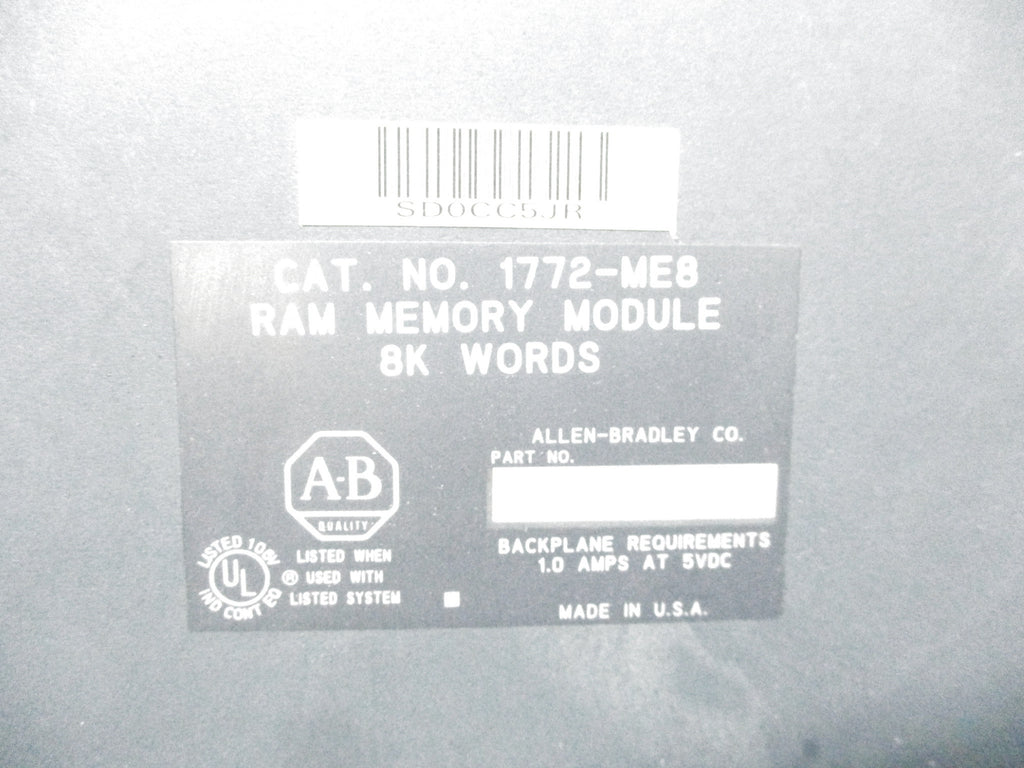 SD0CC5JR
CAT. NO. 1772-ME8
RAM MEMORY MODULE
8K WORDS
A-B
QUALITY
ALLEN-BRADLEY CO.
PART NO.
BACKPLANE REQUIREMENTS
1.0 AMPS AT 5VDC
MADE IN U.S.A.
LISTED 106V
UL
IND CONT EQ
LISTED WHEN
USED WITH
LISTED SYSTEM